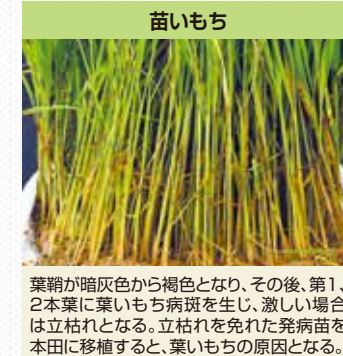 苗いもち
葉鞘が暗灰色から褐色となり、その後、第1、
2本葉に葉いもち病斑を生じ、激しい場合
は立枯れとなる。立枯れを免れた発病苗を
本田に移植すると、葉いもちの原因となる。